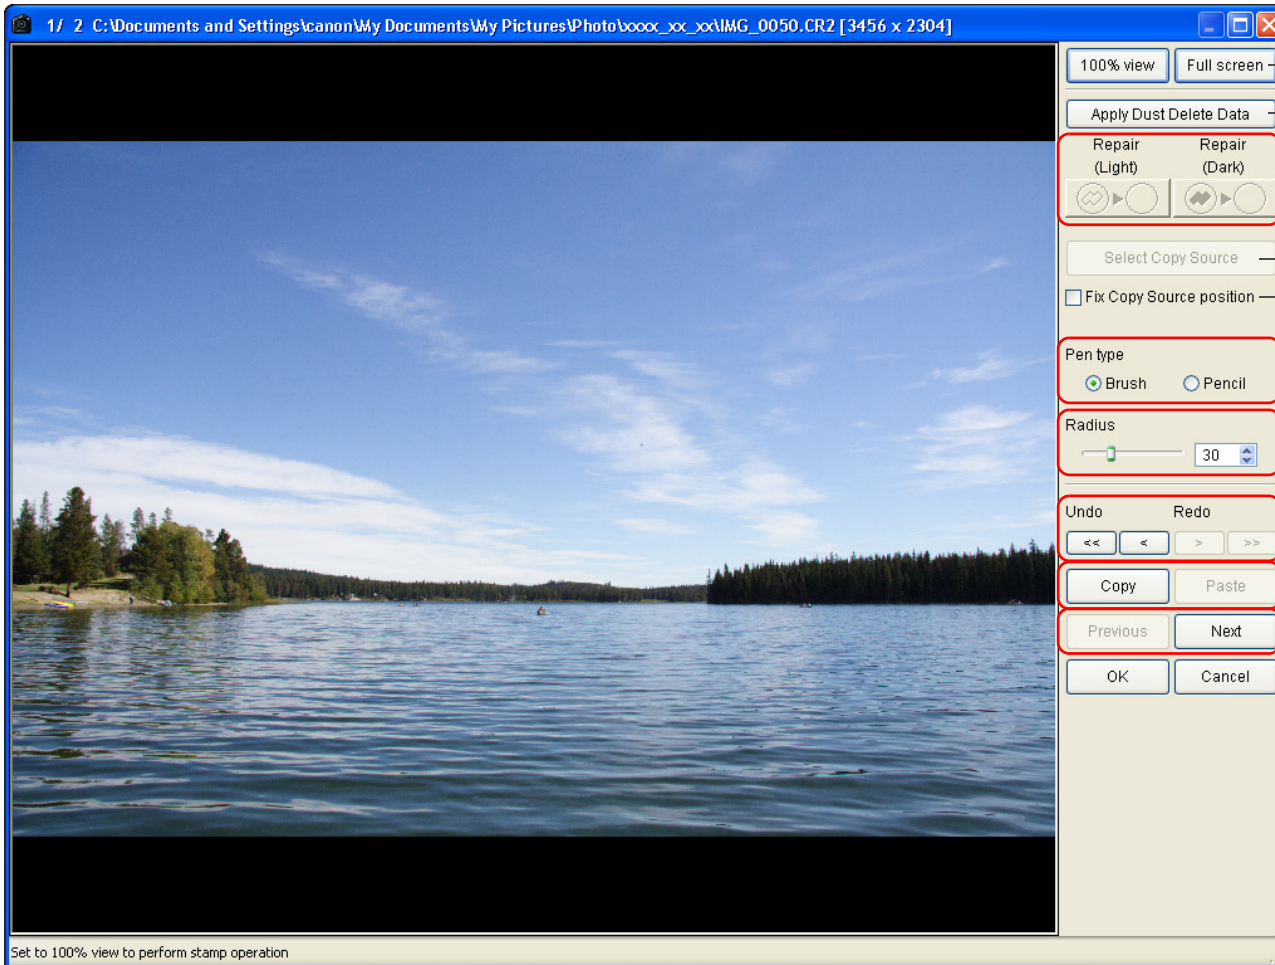 1/ 2 C:\Documents and Settings\canon\My Documents\My Pictures\Photo\xxxx_xx_xx\IMG_0050.CR2 [3456 x 2304]
100% view Full screen
Apply Dust Delete Data
Repair (Light) Repair (Dark)
Select Copy Source
Fix Copy Source position
Pen type
Brush Pencil
Radius
30
Undo Redo
<< < > >>
Copy Paste
Previous Next
OK Cancel
Set to 100% view to perform stamp operation